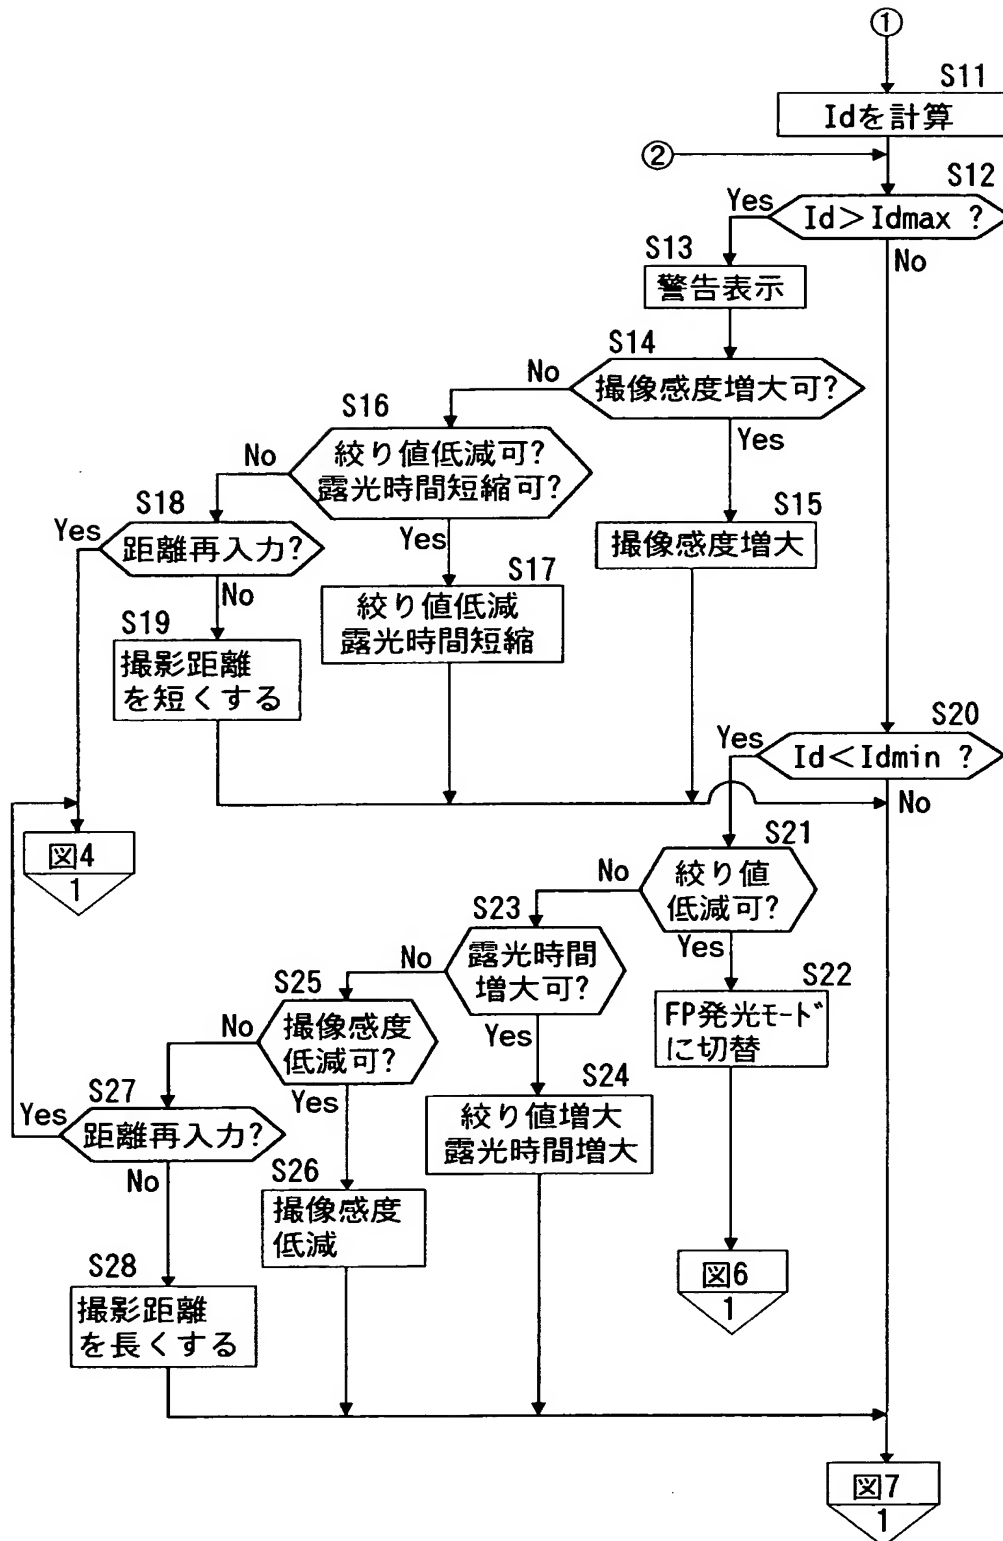 ①
S11
Idを計算
②
S12
Id>Idmax ?
Yes
No
S13
警告表示
S14
撮像感度増大可?
No
Yes
S16
絞り値低減可?
露光時間短縮可?
No
Yes
S15
撮像感度増大
S18
距離再入力?
Yes
No
S17
絞り値低減
露光時間短縮
S19
撮影距離
を短くする
S20
Id<Idmin ?
Yes
No
図4
1
S21
絞り値
低減可?
No
Yes
S23
露光時間
増大可?
No
Yes
S22
FP発光モード
に切替
S25
撮像感度
低減可?
No
Yes
S24
絞り値増大
露光時間増大
S27
距離再入力?
Yes
No
S26
撮像感度
低減
図6
1
S28
撮影距離
を長くする
図7
1